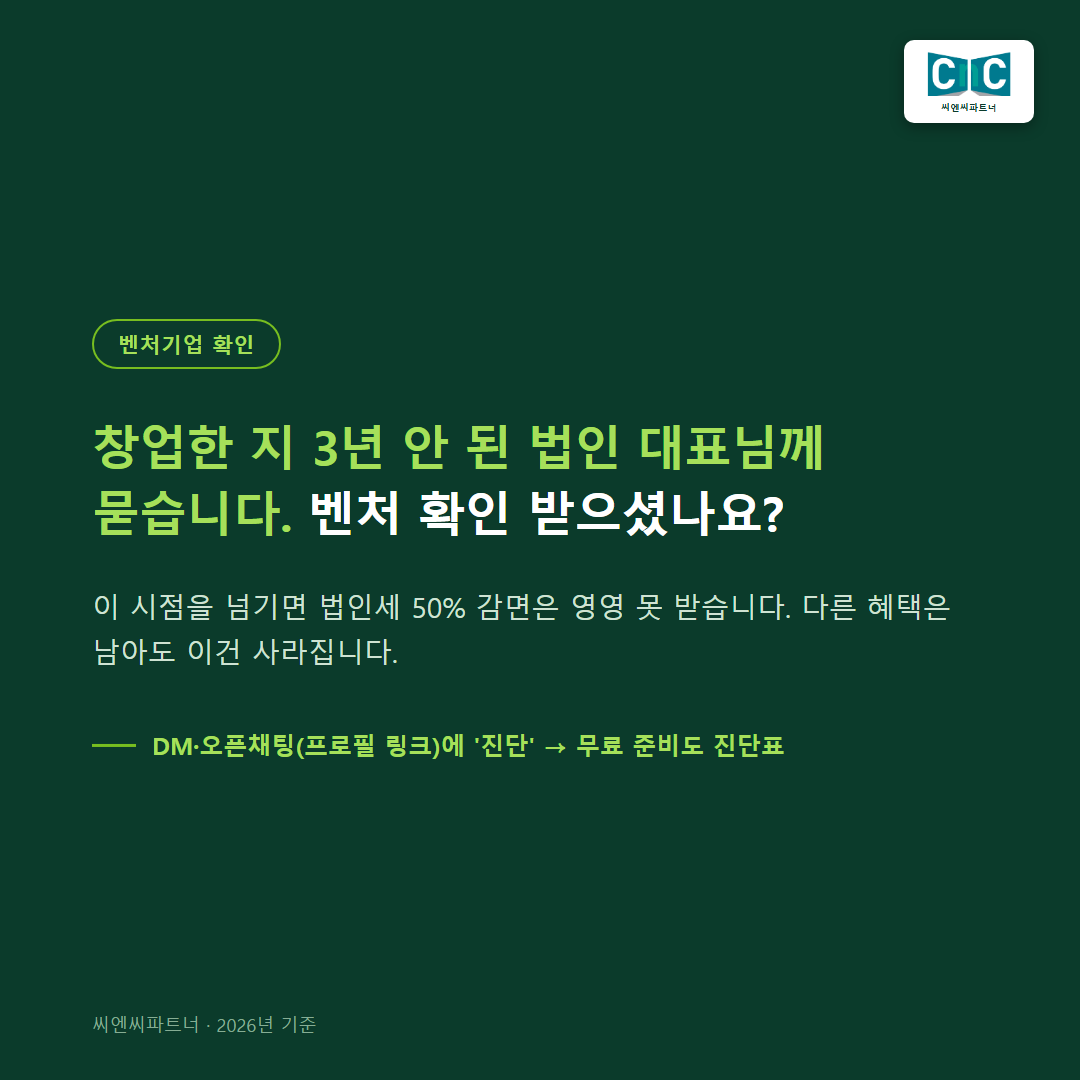 CnC
씨엔씨파트너
벤처기업 확인
창업한 지 3년 안 된 법인 대표님께
묻습니다. 벤처 확인 받으셨나요?
이 시점을 넘기면 법인세 50% 감면은 영영 못 받습니다. 다른 혜택은
남아도 이건 사라집니다.
DM·오픈채팅(프로필 링크)에 '진단' → 무료 준비도 진단표
씨엔씨파트너 · 2026년 기준